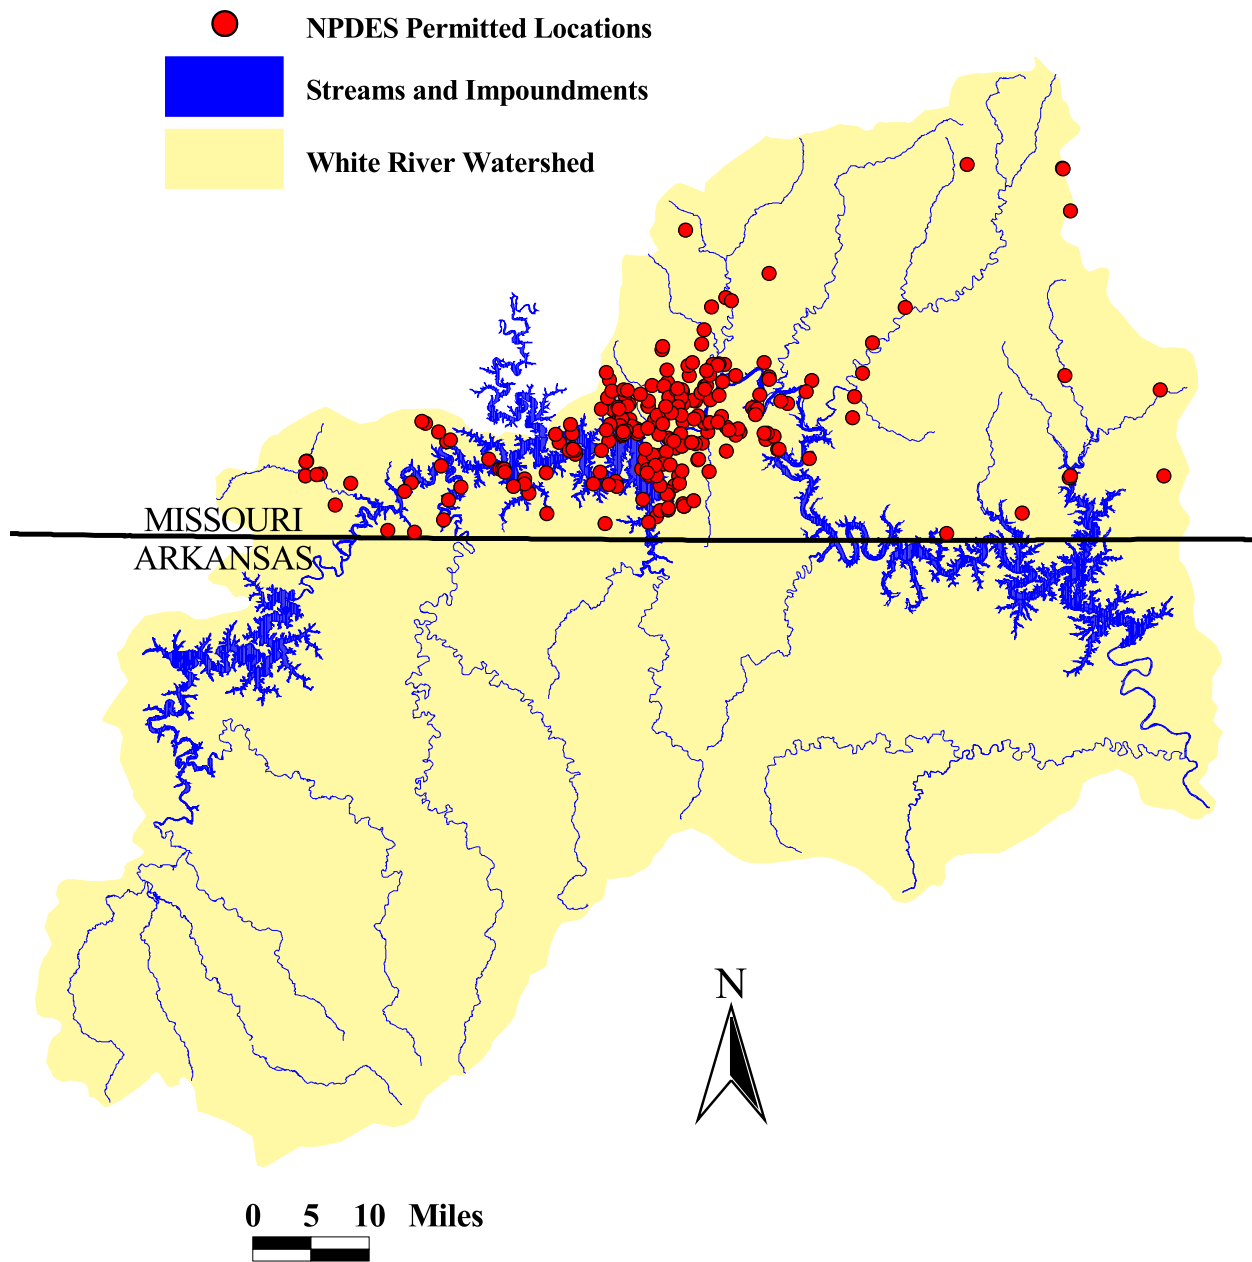 NPDES Permitted Locations
Streams and Impoundments
White River Watershed
MISSOURI
ARKANSAS
N
0 5 10 Miles